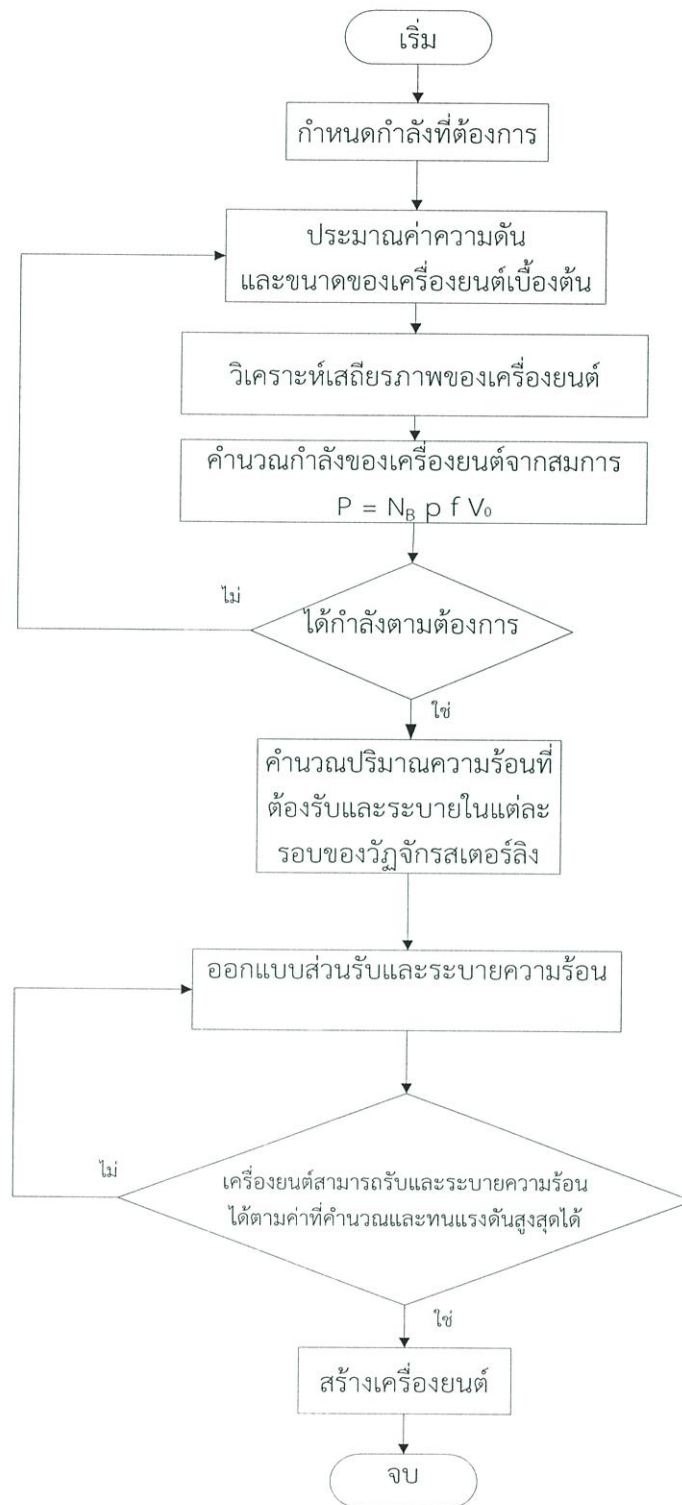 เริ่ม
กำหนดกำลังที่ต้องการ
ประมาณค่าความดัน
และขนาดของเครื่องยนต์เบื้องต้น
วิเคราะห์เสถียรภาพของเครื่องยนต์
คำนวณกำลังของเครื่องยนต์จากสมการ
P = N_B p f V₀
ไม่
ได้กำลังตามต้องการ
ใช่
คำนวณปริมาณความร้อนที่
ต้องรับและระบายในแต่ละ
รอบของวัฏจักรสเตอร์ลิง
ออกแบบส่วนรับและระบายความร้อน
ไม่
เครื่องยนต์สามารถรับและระบายความร้อน
ได้ตามค่าที่คำนวณและทนแรงดันสูงสุดได้
ใช่
สร้างเครื่องยนต์
จบ